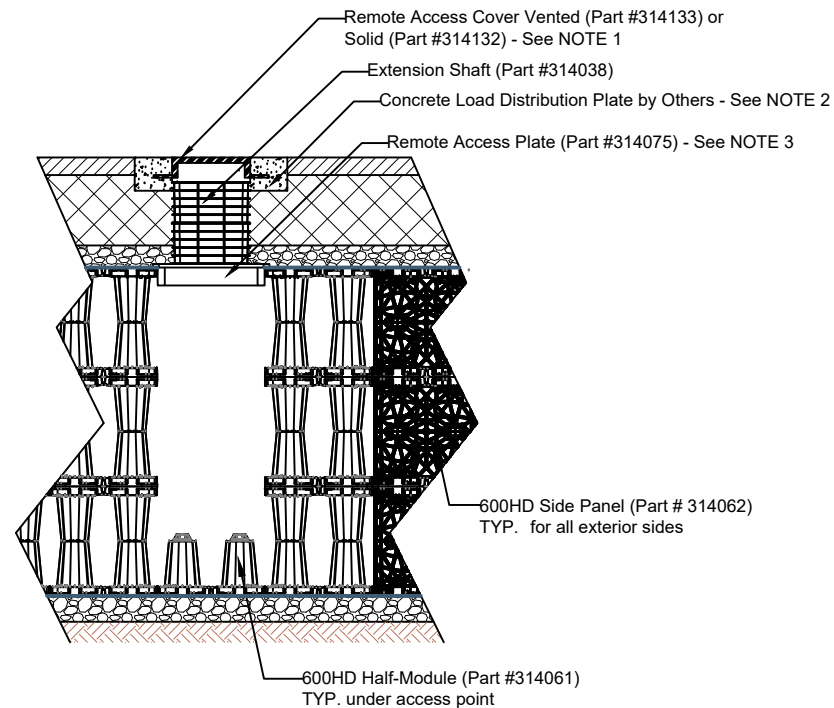 Remote Access Cover Vented (Part #314133) or
Solid (Part #314132) - See NOTE 1
Extension Shaft (Part #314038)
Concrete Load Distribution Plate by Others - See NOTE 2
Remote Access Plate (Part #314075) - See NOTE 3
600HD Side Panel (Part # 314062)
TYP. for all exterior sides
600HD Half-Module (Part #314061)
TYP. under access point